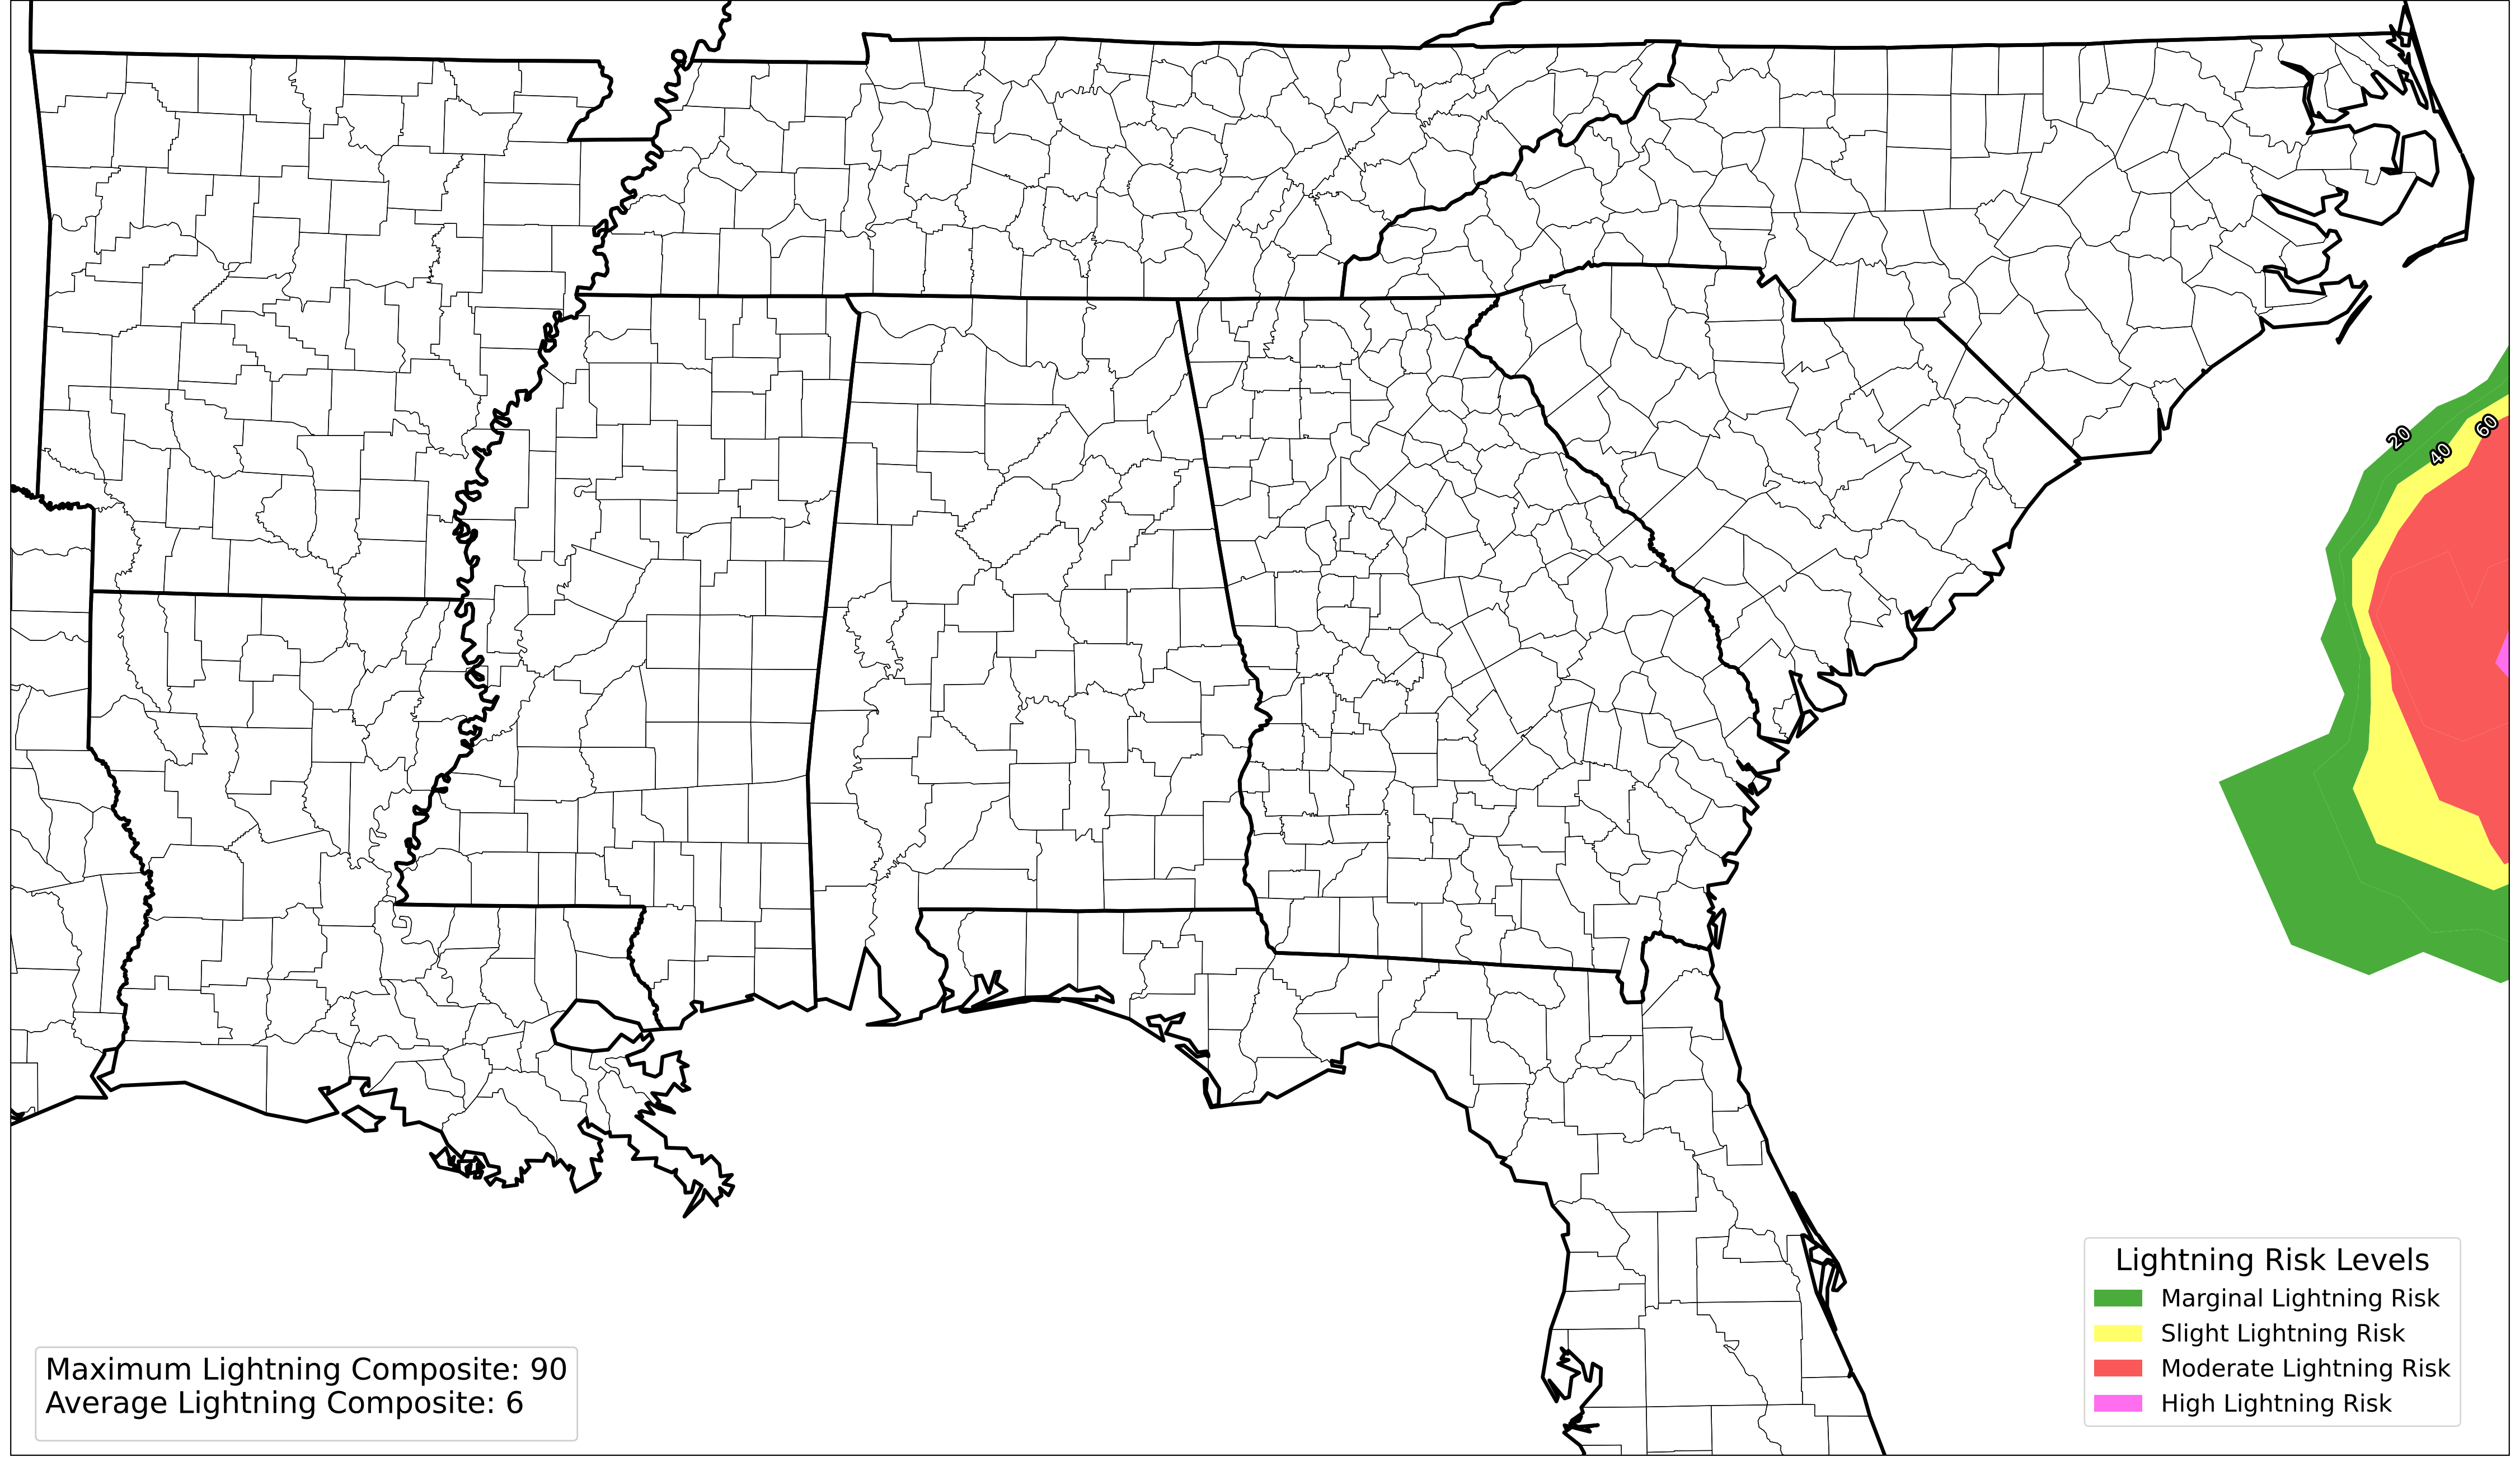 20
40
60
Lightning Risk Levels
Marginal Lightning Risk
Slight Lightning Risk
Moderate Lightning Risk
High Lightning Risk
Maximum Lightning Composite: 90
Average Lightning Composite: 6